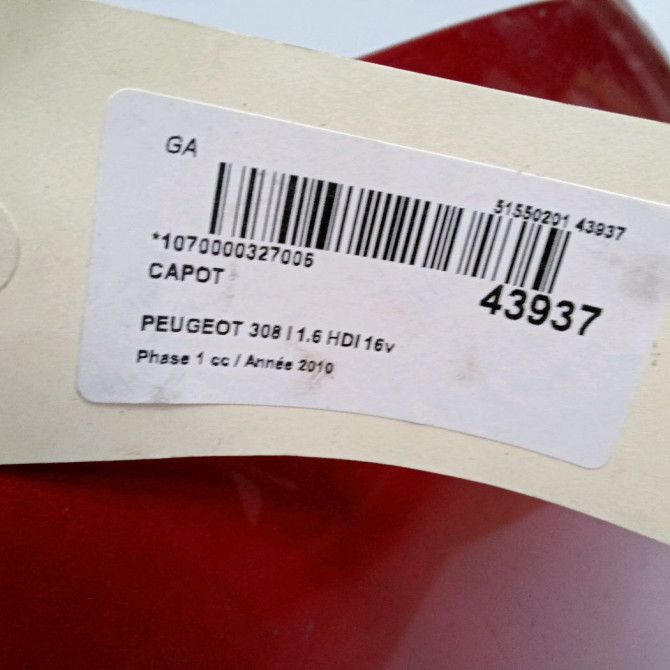 GA
51550201 43937
*1070000327006
CAPOT
43937
PEUGEOT 308 I 1.6 HDI 16v
Phase 1 cc / Année 2010